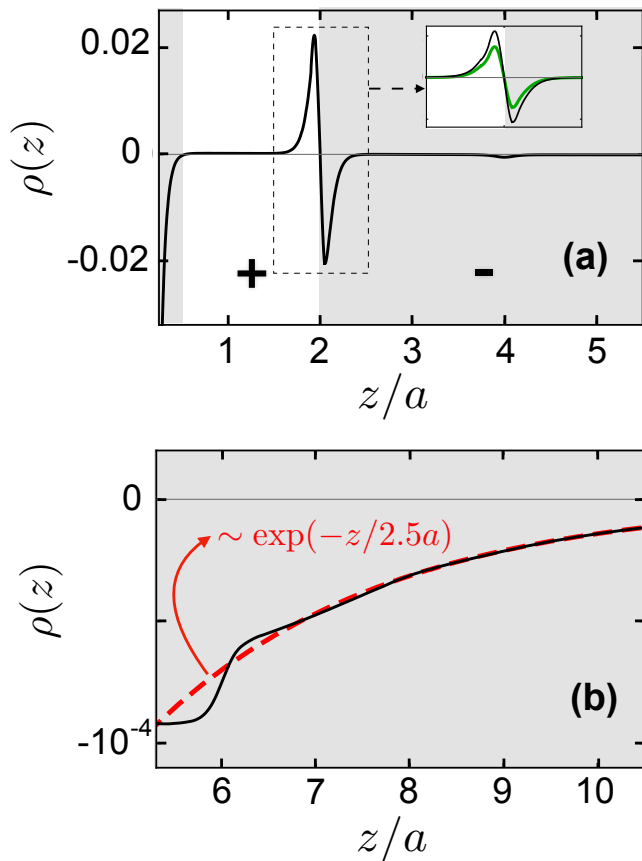 0.02
0
-0.02
ρ(z)
+
-
(a)
1 2 3 4 5
z/a
0
-10⁻⁴
ρ(z)
∼ exp(−z/2.5a)
(b)
6 7 8 9 10
z/a